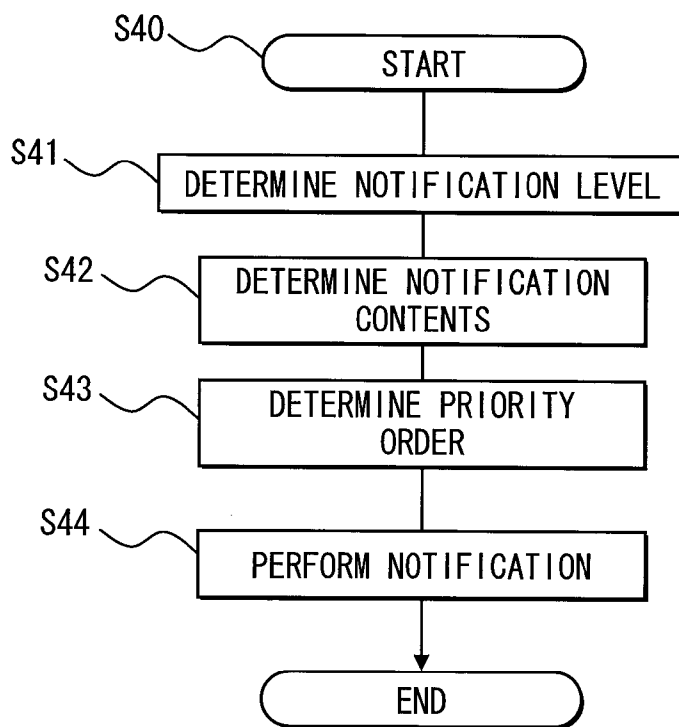 S40
START
S41
DETERMINE NOTIFICATION LEVEL
S42
DETERMINE NOTIFICATION
CONTENTS
S43
DETERMINE PRIORITY
ORDER
S44
PERFORM NOTIFICATION
END